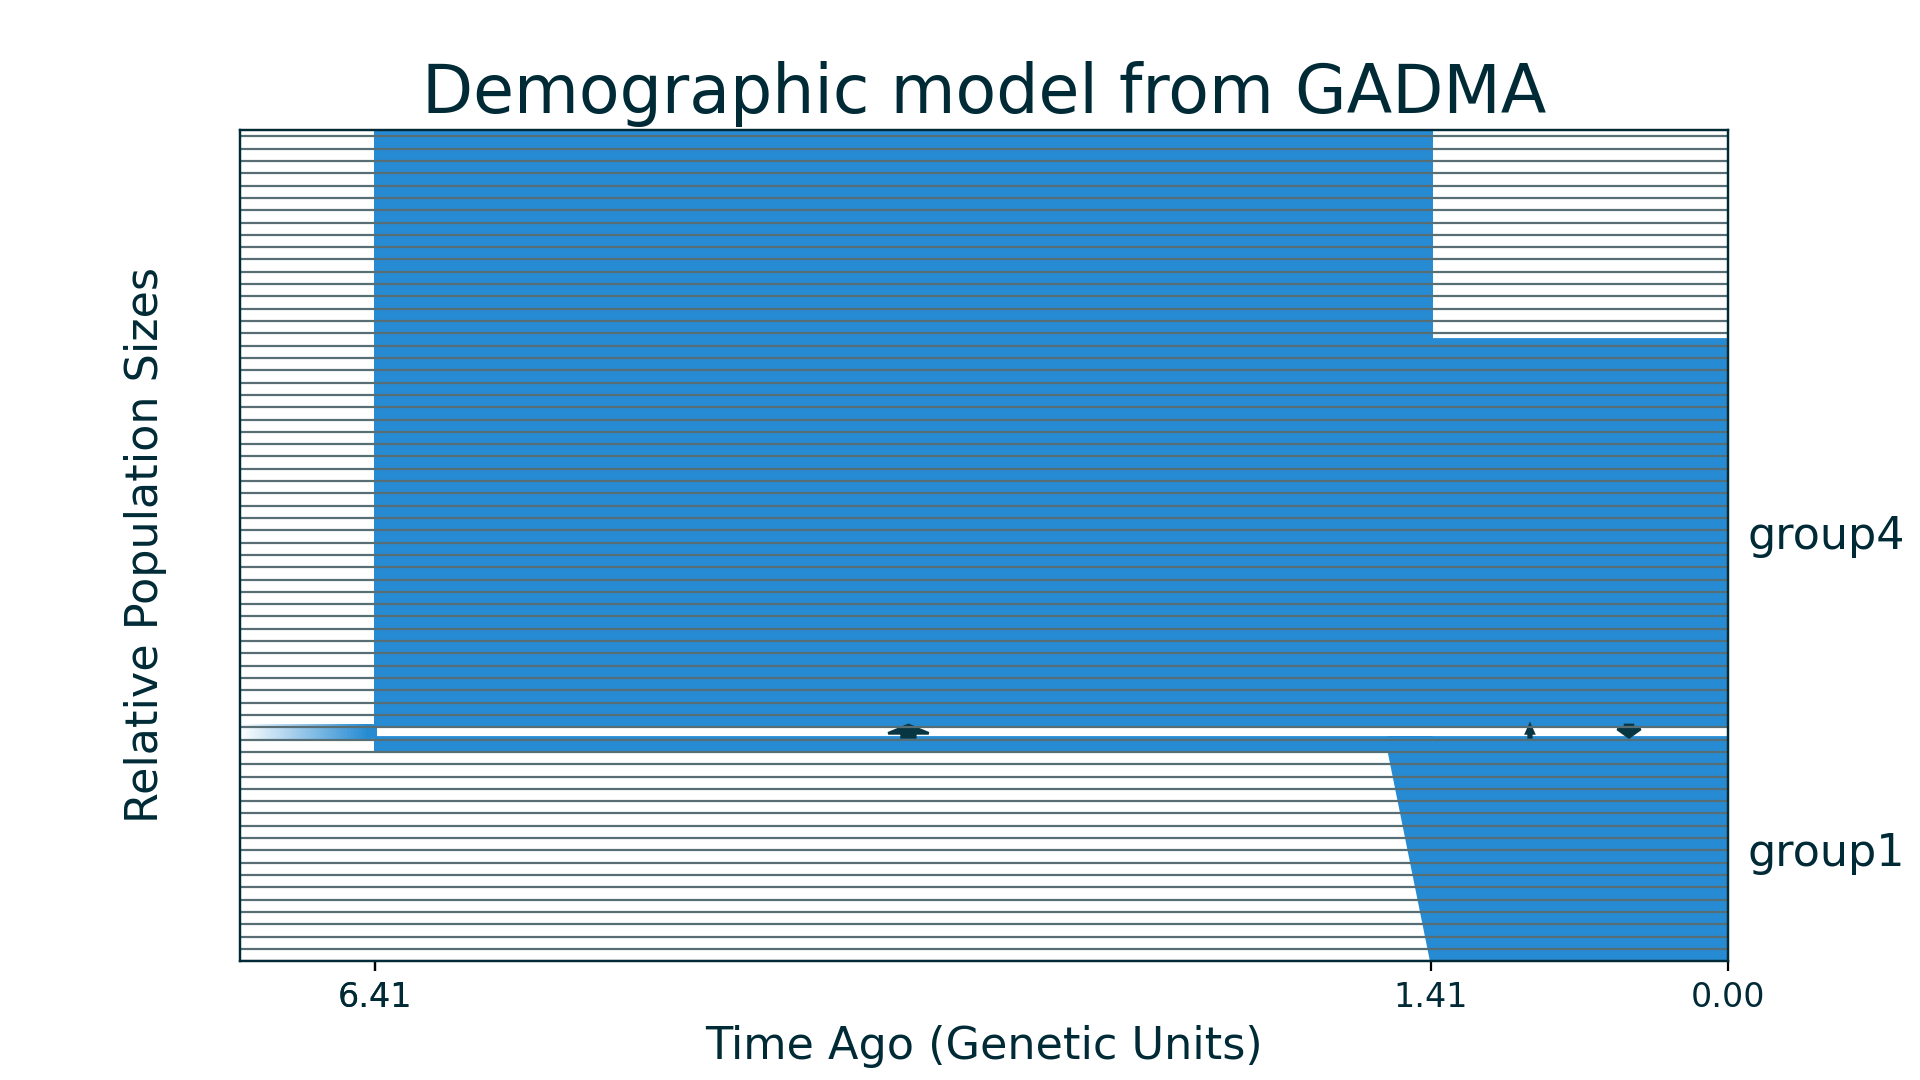 Demographic model from GADMA
Relative Population Sizes
group4
group1
6.41
1.41
0.00
Time Ago (Genetic Units)